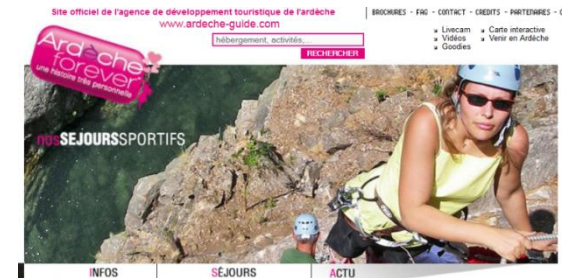 Site officiel de l'agence de développement touristique de l'ardèche
www.ardeche-guide.com
BROCHURES - FAQ - CONTACT - CREDITS - PARTENAIRES -
hébergement, activités,...
RECHERCHER
Livecam
Carte interactive
Vidéos
Venir en Ardèche
Goodies
Ardèche
forever
une histoire très personnelle
nosSEJOURSSPORTIFS
INFOS
SÉJOURS
ACTU